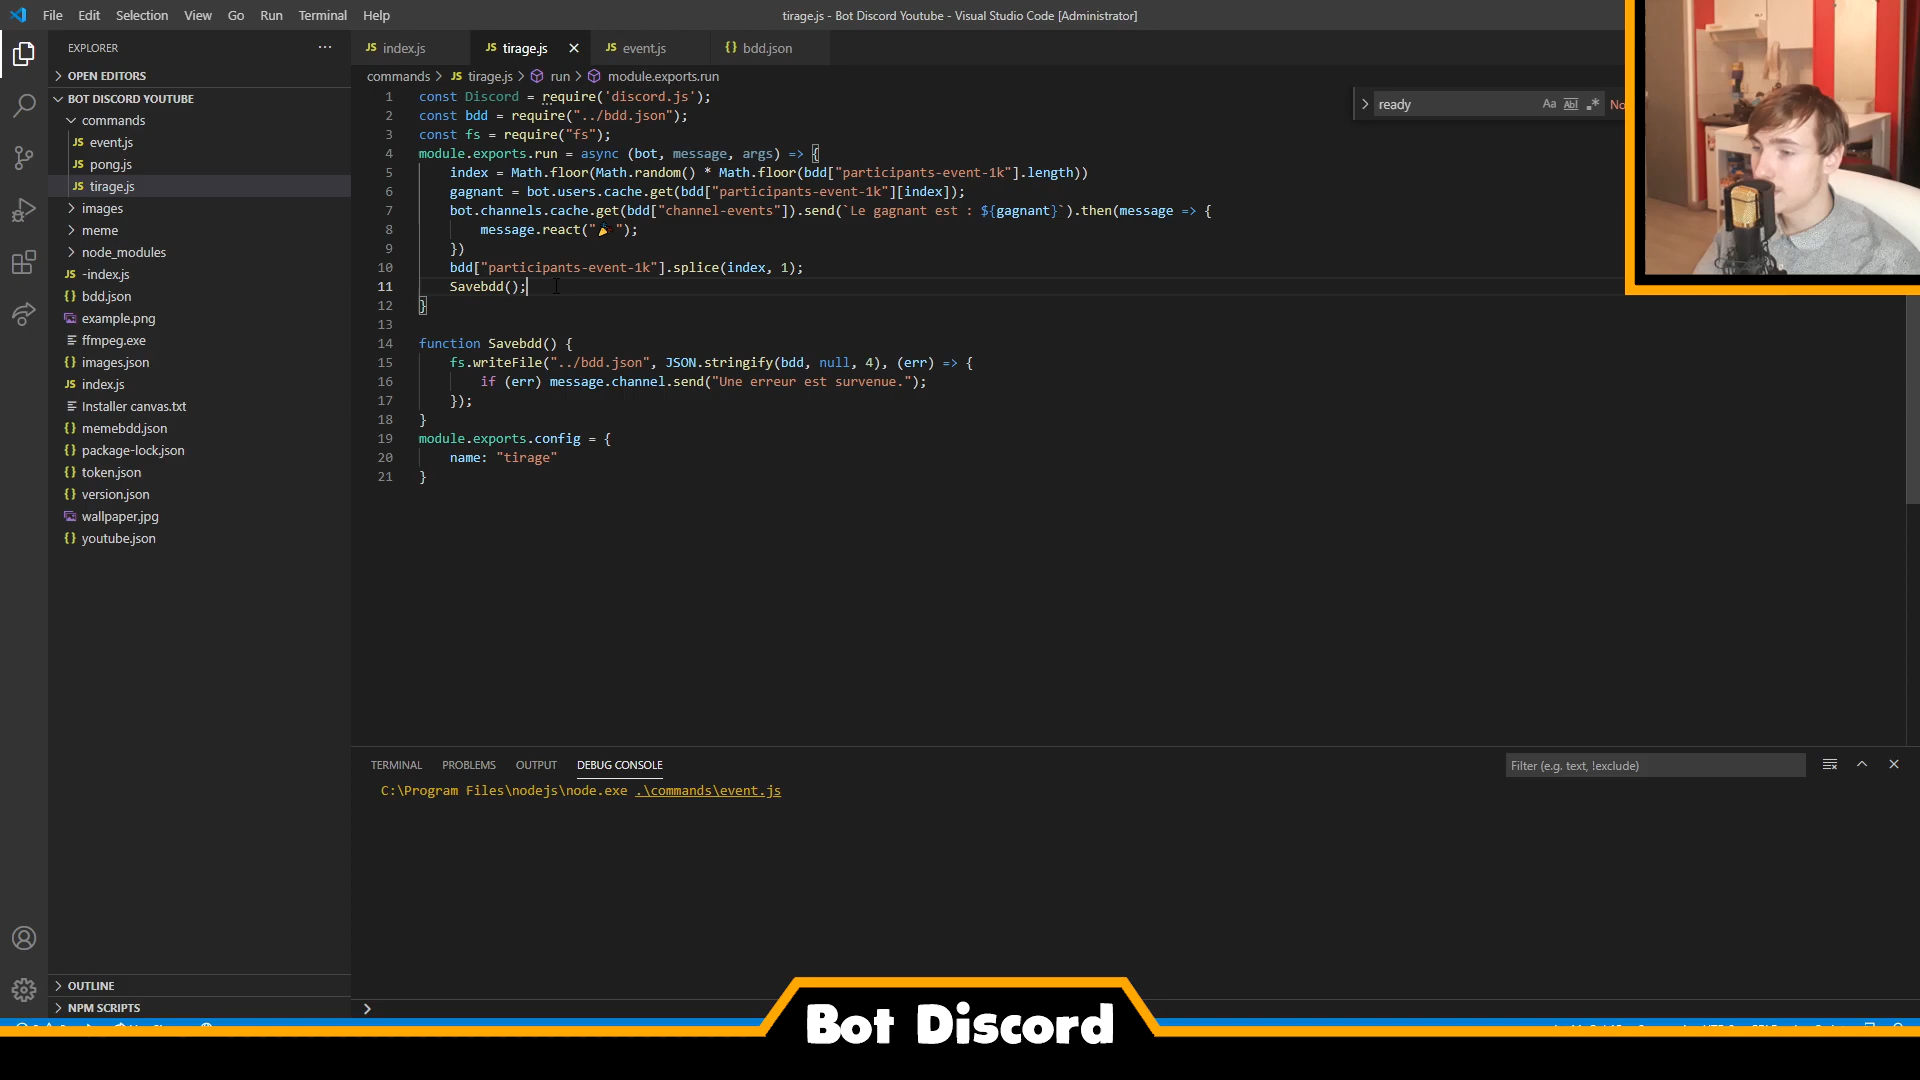 File Edit Selection View Go Run Terminal Help
tirage.js - Bot Discord Youtube - Visual Studio Code [Administrator]
EXPLORER
OPEN EDITORS
BOT DISCORD YOUTUBE
commands
event.js
pong.js
tirage.js
images
meme
node_modules
-index.js
bdd.json
example.png
ffmpeg.exe
images.json
index.js
Installer canvas.txt
memebdd.json
package-lock.json
token.json
version.json
wallpaper.jpg
youtube.json
OUTLINE
NPM SCRIPTS
index.js tirage.js event.js bdd.json
commands > tirage.js > run > module.exports.run
ready
No
1 const Discord = require('discord.js');
2 const bdd = require("../bdd.json");
3 const fs = require("fs");
4 module.exports.run = async (bot, message, args) => {
5 index = Math.floor(Math.random() * Math.floor(bdd["participants-event-1k"].length))
6 gagnant = bot.users.cache.get(bdd["participants-event-1k"][index]);
7 bot.channels.cache.get(bdd["channel-events"]).send(`Le gagnant est : ${gagnant}`).then(message => {
8 message.react("🎉");
9 })
10 bdd["participants-event-1k"].splice(index, 1);
11 Savebdd();
12 }
13
14 function Savebdd() {
15 fs.writeFile("../bdd.json", JSON.stringify(bdd, null, 4), (err) => {
16 if (err) message.channel.send("Une erreur est survenue.");
17 });
18 }
19 module.exports.config = {
20 name: "tirage"
21 }
TERMINAL PROBLEMS OUTPUT DEBUG CONSOLE
Filter (e.g. text, !exclude)
C:\Program Files\nodejs\node.exe .\commands\event.js
Bot Discord